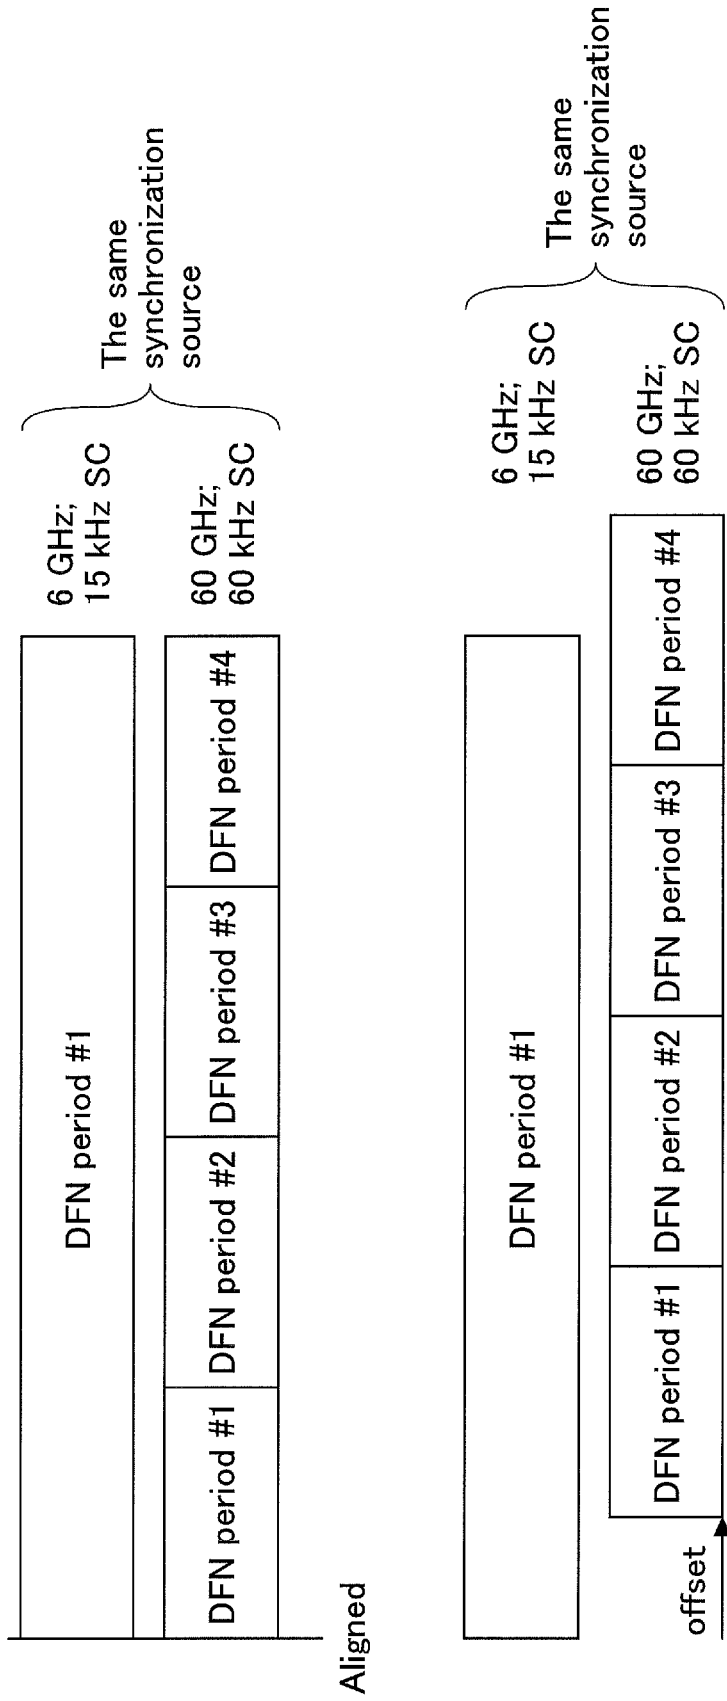 DFN period #1
6 GHz;
15 kHz SC
DFN period #1
DFN period #2
DFN period #3
DFN period #4
60 GHz;
60 kHz SC
The same
synchronization
source
Aligned
DFN period #1
6 GHz;
15 kHz SC
DFN period #1
DFN period #2
DFN period #3
DFN period #4
60 GHz;
60 kHz SC
The same
synchronization
source
offset